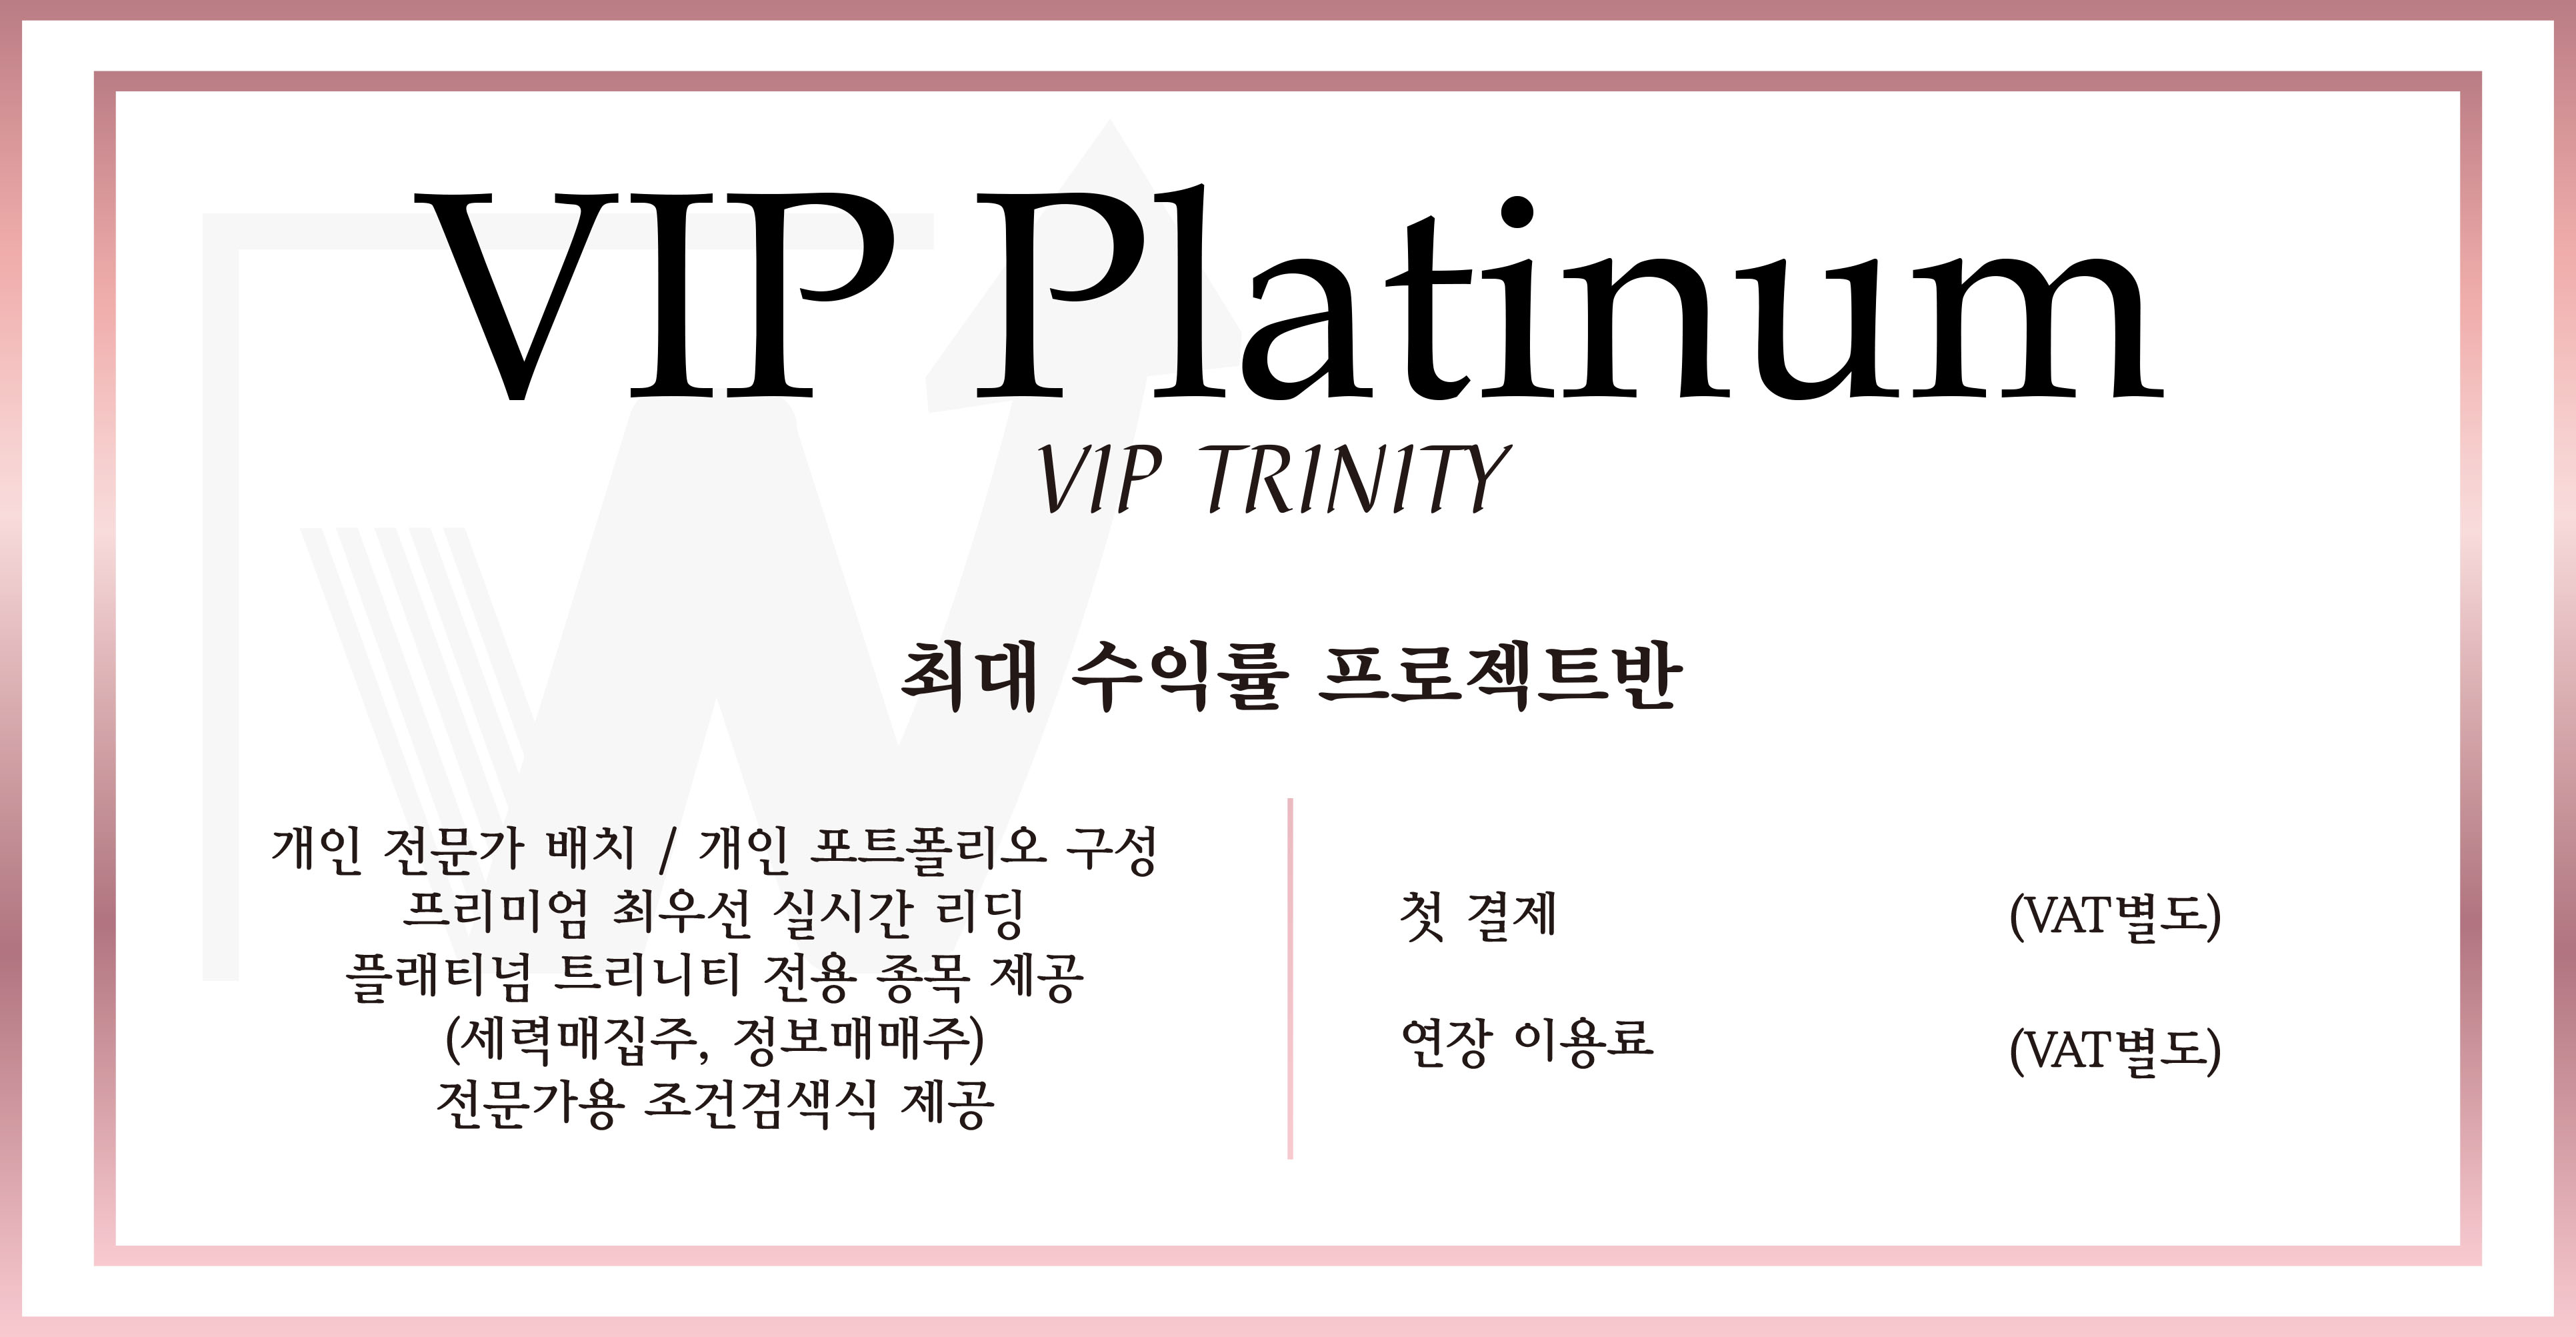 VIP Platinum
VIP TRINITY
최대 수익률 프로젝트반
개인 전문가 배치 / 개인 포트폴리오 구성
프리미엄 최우선 실시간 리딩
플래티넘 트리니티 전용 종목 제공
(세력매집주, 정보매매주)
전문가용 조건검색식 제공
첫 결제 (VAT별도)
연장 이용료 (VAT별도)